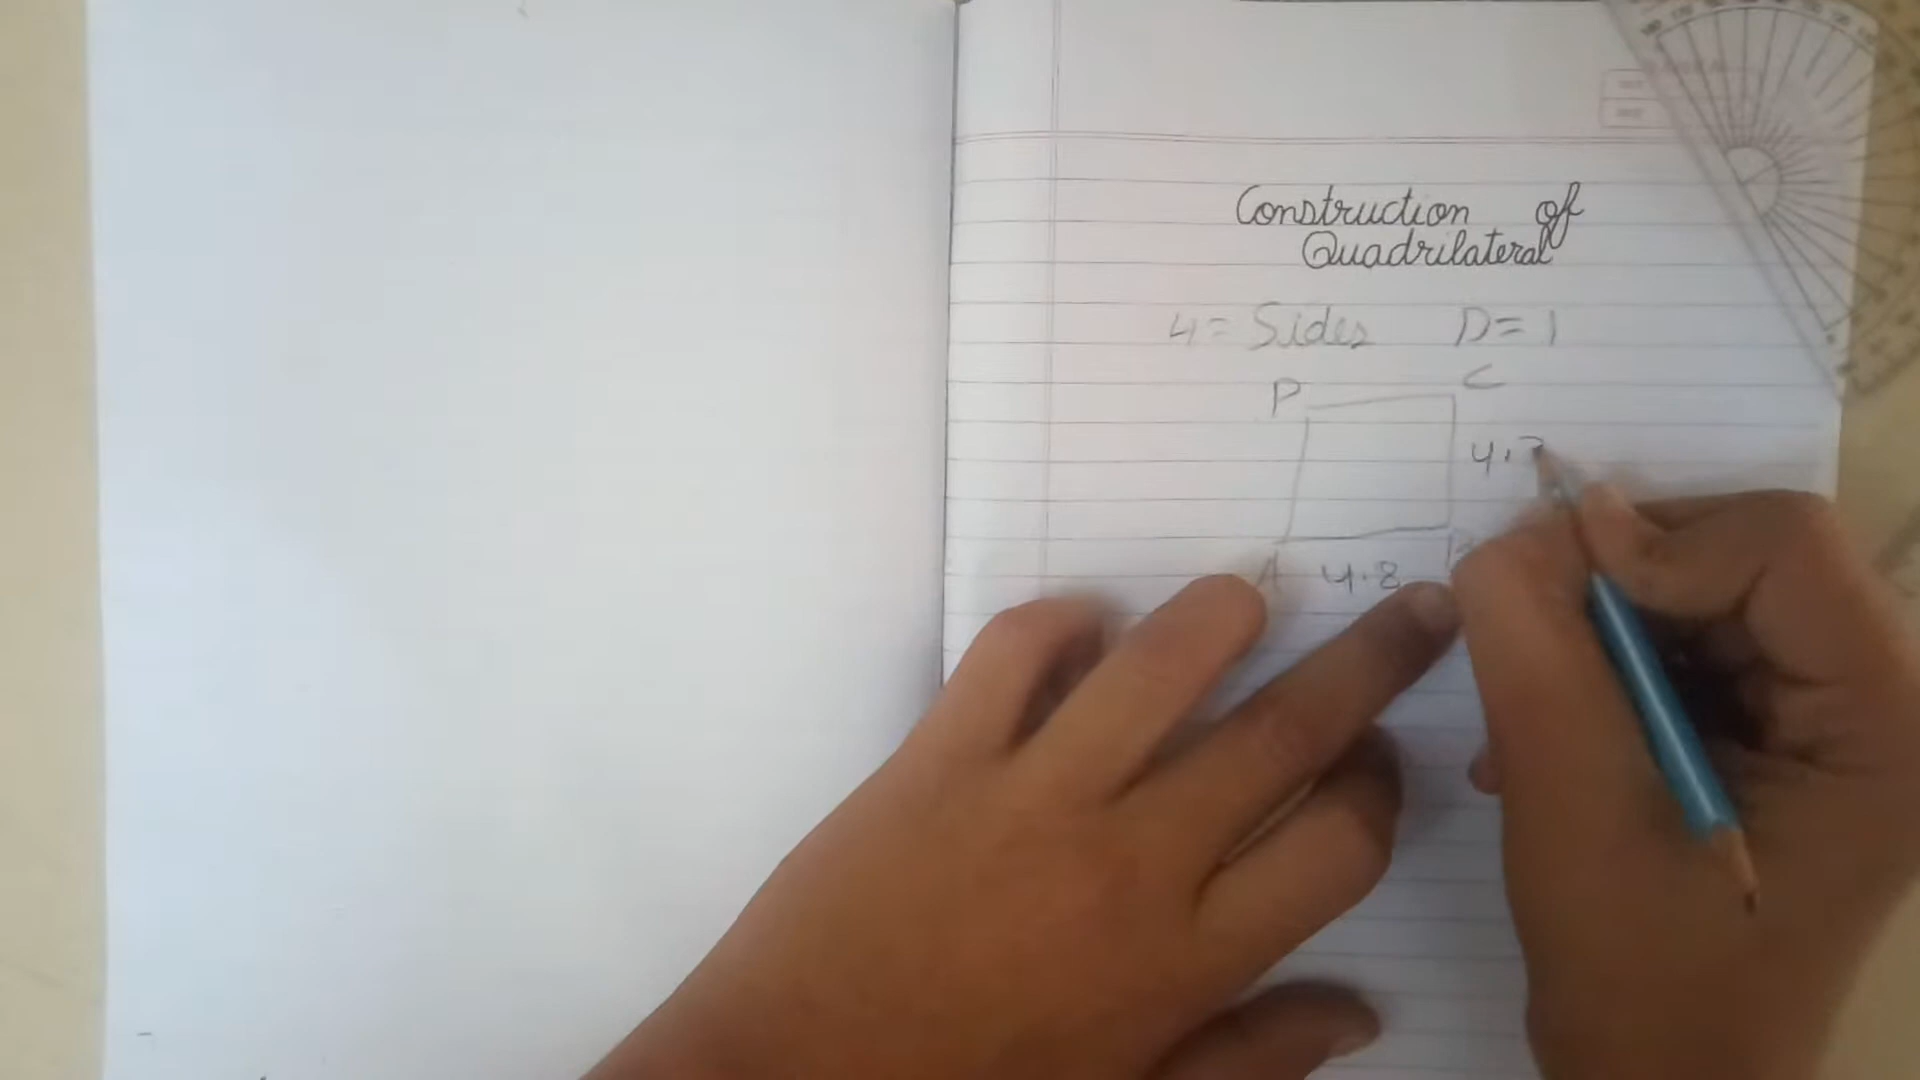 Construction of
Quadrilateral
4 = Sides D = 1
P C
4.
A 4.8